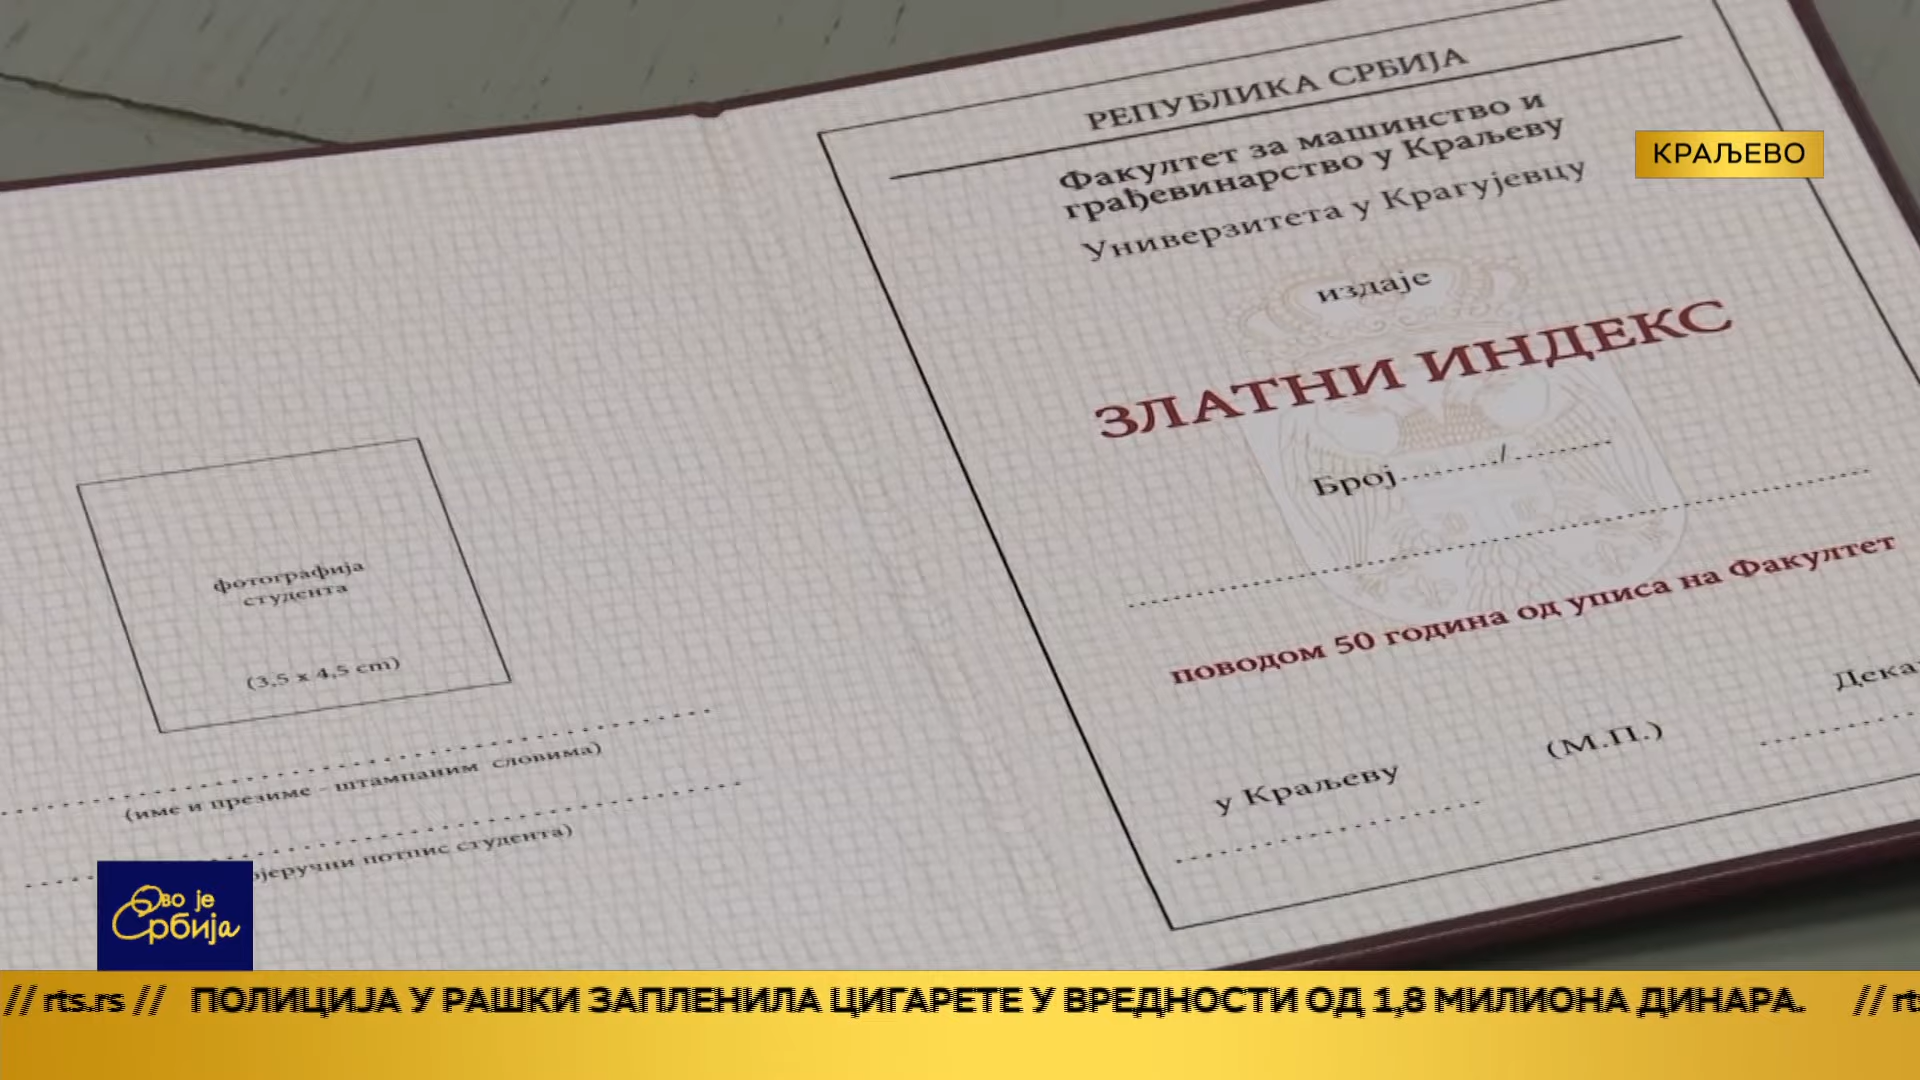 РЕПУБЛИКА СРБИЈА
Факултет за машинство и
грађевинарство у Краљеву
Универзитета у Крагујевцу
издаје
ЗЛАТНИ ИНДЕКС
Број........./.........
поводом 50 година од уписа на Факултет
у Краљеву
(М.П.)
КРАЉЕВО
фотографија
студента
(3,5 x 4,5 cm)
(име и презиме - штампаним словима)
потпис студента)
Ово је
Србија
// rts.rs // ПОЛИЦИЈА У РАШКИ ЗАПЛЕНИЛА ЦИГАРЕТЕ У ВРЕДНОСТИ ОД 1,8 МИЛИОНА ДИНАРА. //